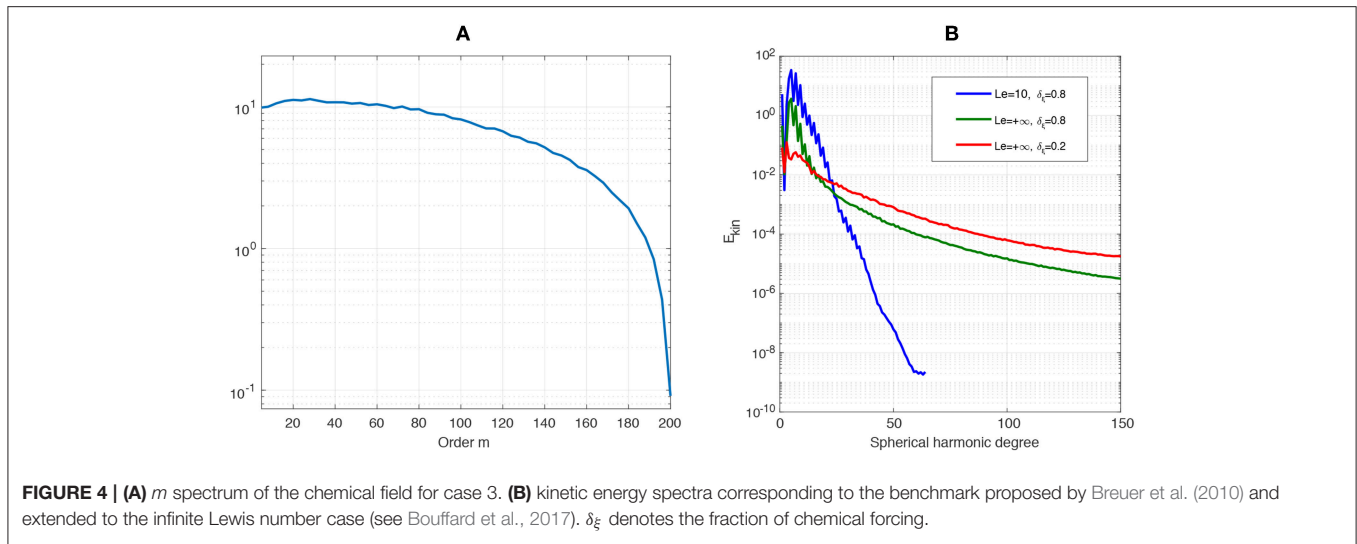 A
10^1
10^0
10^-1
20 40 60 80 100 120 140 160 180 200
Order m
B
10^2
10^0
10^-2
10^-4
10^-6
10^-8
10^-10
E_kin
0 50 100 150
Spherical harmonic degree
Le=10, δ_ξ=0.8
Le=+∞, δ_ξ=0.8
Le=+∞, δ_ξ=0.2
FIGURE 4 | (A) m spectrum of the chemical field for case 3. (B) kinetic energy spectra corresponding to the benchmark proposed by Breuer et al. (2010) and
extended to the infinite Lewis number case (see Bouffard et al., 2017). δ_ξ denotes the fraction of chemical forcing.